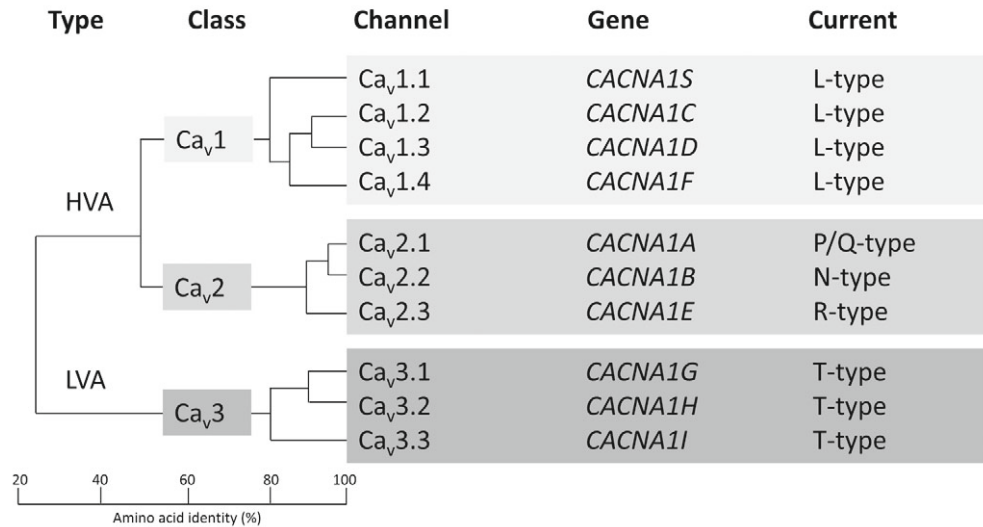 Type Class Channel Gene Current
Caᵥ1.1 CACNA1S L-type
Caᵥ1.2 CACNA1C L-type
Caᵥ1 Caᵥ1.3 CACNA1D L-type
Caᵥ1.4 CACNA1F L-type
HVA
Caᵥ2.1 CACNA1A P/Q-type
Caᵥ2 Caᵥ2.2 CACNA1B N-type
Caᵥ2.3 CACNA1E R-type
LVA Caᵥ3.1 CACNA1G T-type
Caᵥ3 Caᵥ3.2 CACNA1H T-type
Caᵥ3.3 CACNA1I T-type
20 40 60 80 100
Amino acid identity (%)